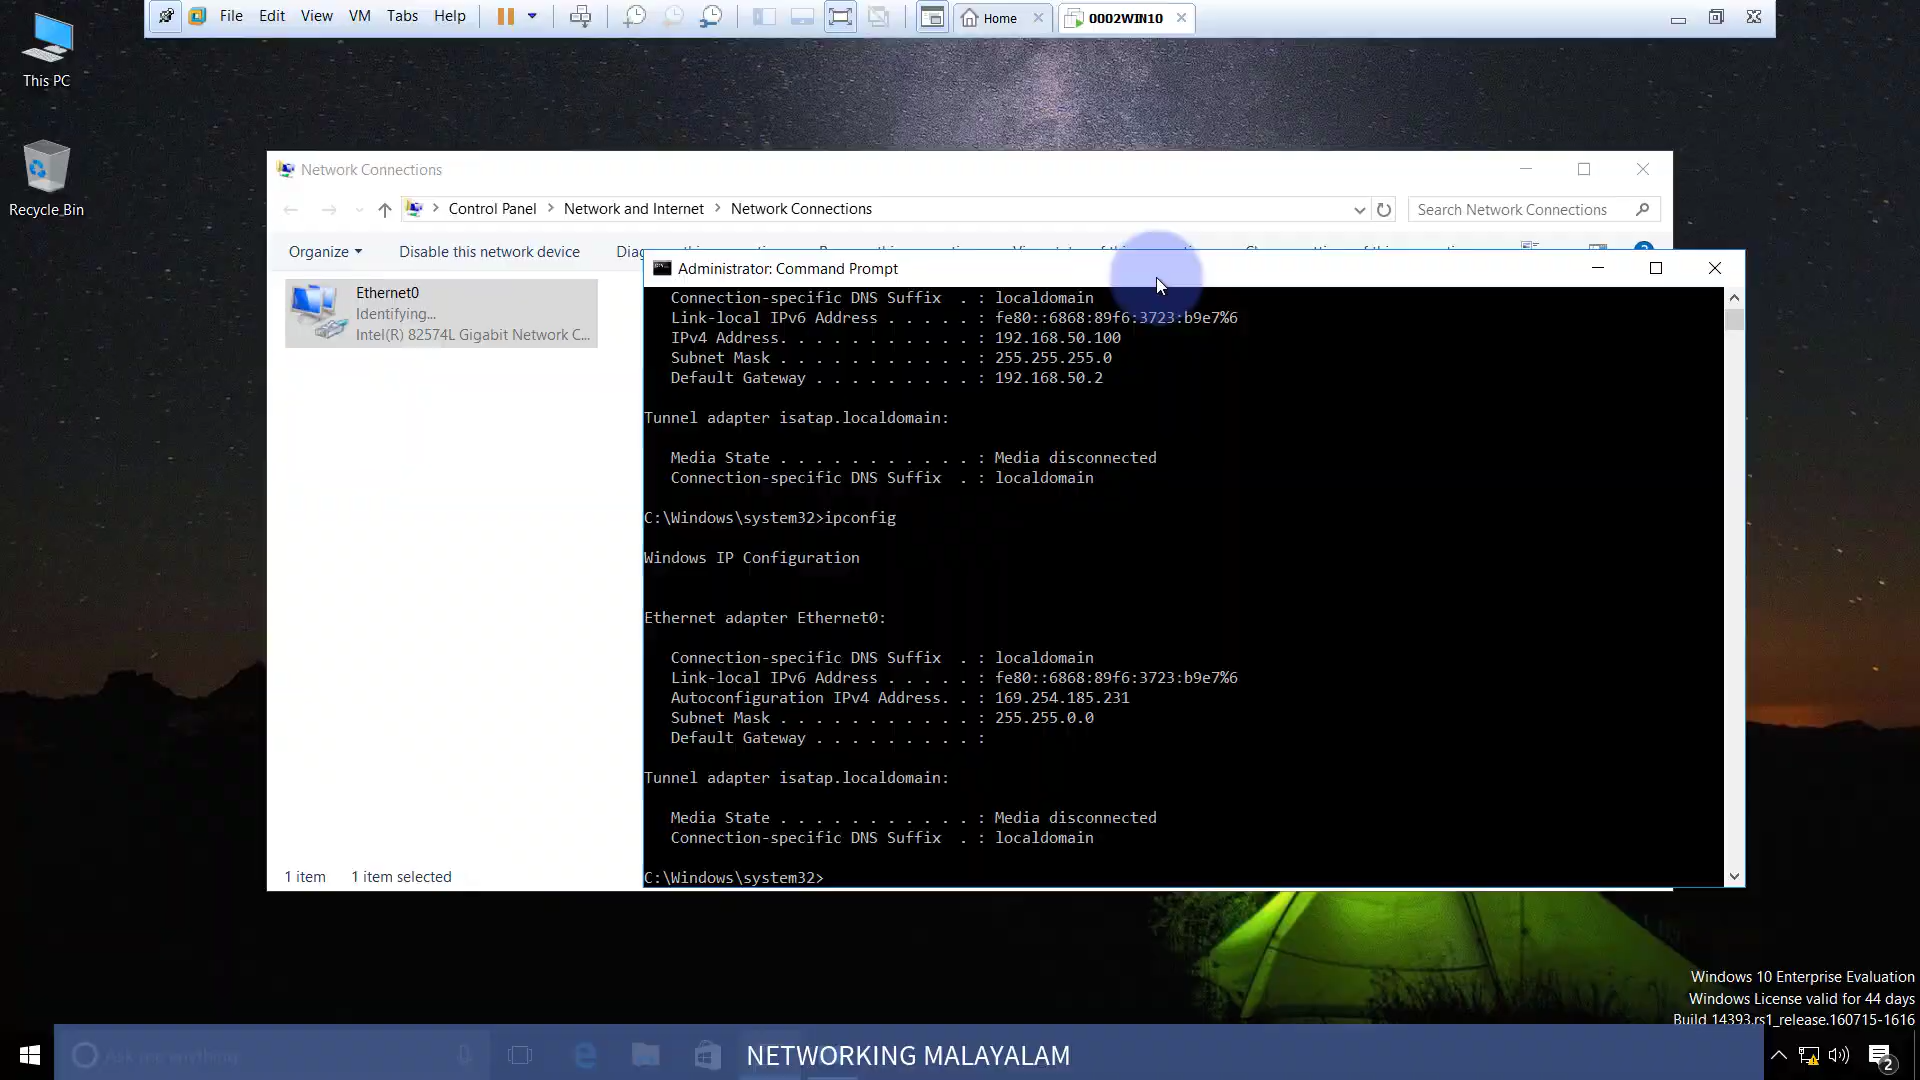 File Edit View VM Tabs Help
Home
0002WIN10
This PC
Recycle Bin
Network Connections
Control Panel > Network and Internet > Network Connections
Search Network Connections
Organize
Disable this network device
Ethernet0
Identifying...
Intel(R) 82574L Gigabit Network C...
Administrator: Command Prompt
Connection-specific DNS Suffix . : localdomain
Link-local IPv6 Address . . . . . : fe80::6868:89f6:3723:b9e7%6
IPv4 Address. . . . . . . . . . . : 192.168.50.100
Subnet Mask . . . . . . . . . . . : 255.255.255.0
Default Gateway . . . . . . . . . : 192.168.50.2
Tunnel adapter isatap.localdomain:
Media State . . . . . . . . . . . : Media disconnected
Connection-specific DNS Suffix . : localdomain
C:\Windows\system32>ipconfig
Windows IP Configuration
Ethernet adapter Ethernet0:
Connection-specific DNS Suffix . : localdomain
Link-local IPv6 Address . . . . . : fe80::6868:89f6:3723:b9e7%6
Autoconfiguration IPv4 Address. . : 169.254.185.231
Subnet Mask . . . . . . . . . . . : 255.255.0.0
Default Gateway . . . . . . . . . :
Tunnel adapter isatap.localdomain:
Media State . . . . . . . . . . . : Media disconnected
Connection-specific DNS Suffix . : localdomain
C:\Windows\system32>
1 item 1 item selected
Windows 10 Enterprise Evaluation
Windows License valid for 44 days
Build 14393.rs1_release.160715-1616
Ask me anything
NETWORKING MALAYALAM
2